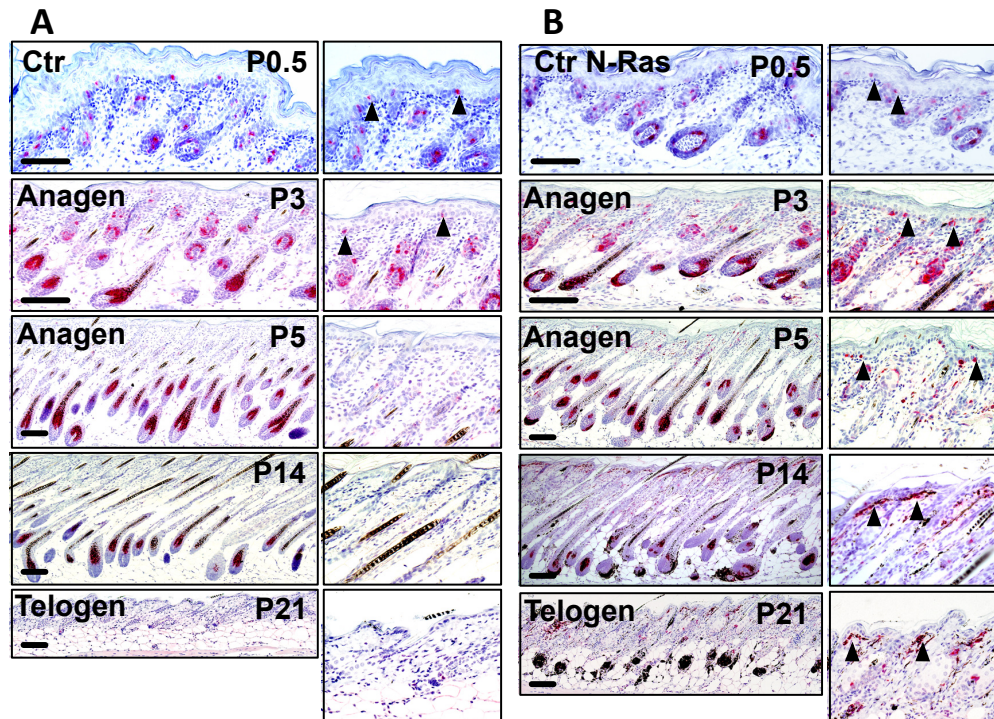 A
Ctr P0.5
Anagen P3
Anagen P5
P14
Telogen P21
B
Ctr N-Ras P0.5
Anagen P3
Anagen P5
P14
Telogen P21